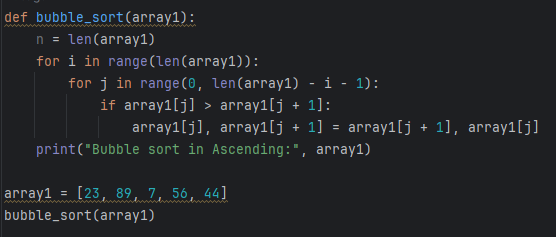 def bubble_sort(array1):
    n = len(array1)
    for i in range(len(array1)):
        for j in range(0, len(array1) - i - 1):
            if array1[j] > array1[j + 1]:
                array1[j], array1[j + 1] = array1[j + 1], array1[j]
    print("Bubble sort in Ascending:", array1)
array1 = [23, 89, 7, 56, 44]
bubble_sort(array1)